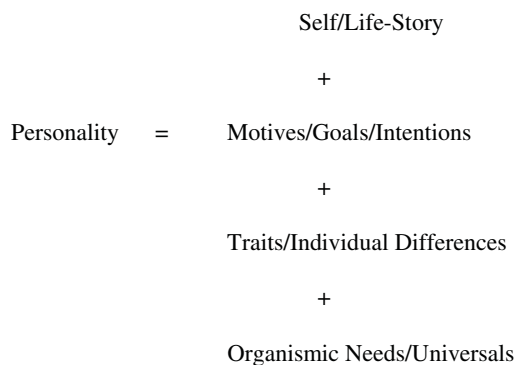 Self/Life-Story
+
Personality = Motives/Goals/Intentions
+
Traits/Individual Differences
+
Organismic Needs/Universals